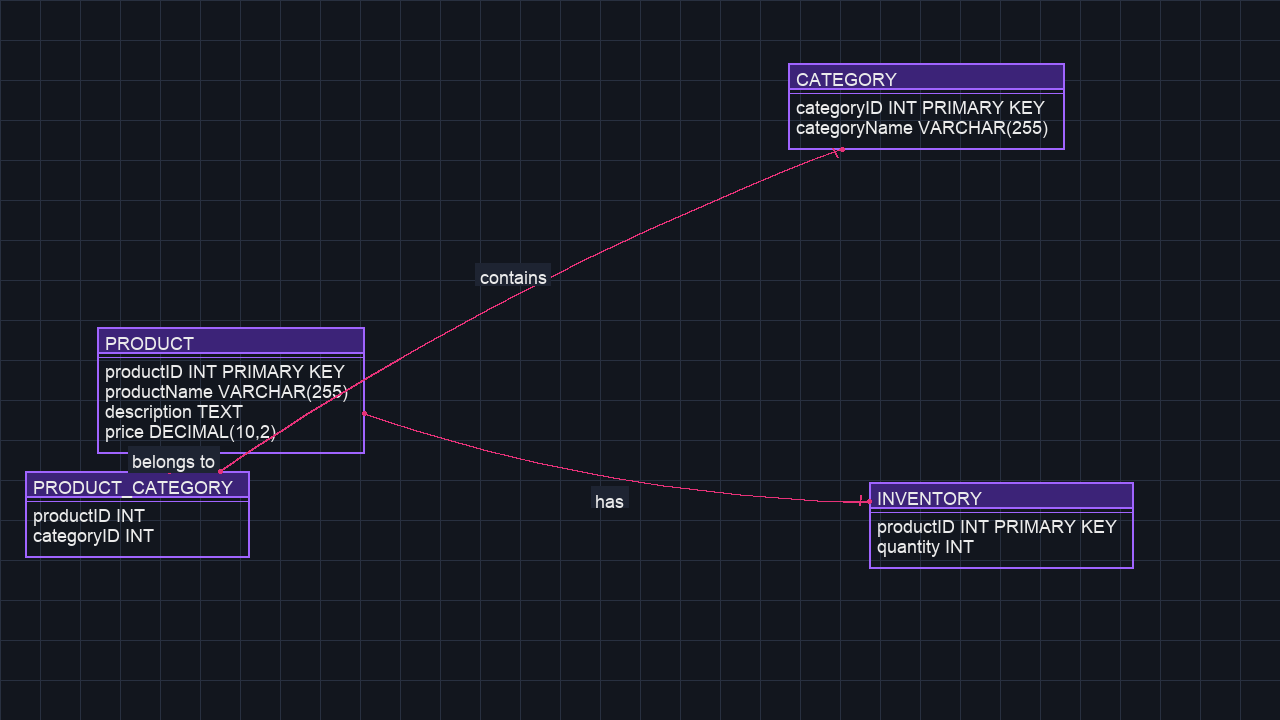 CATEGORY
categoryID INT PRIMARY KEY
categoryName VARCHAR(255)
contains
PRODUCT
productID INT PRIMARY KEY
productName VARCHAR(255)
description TEXT
price DECIMAL(10,2)
belongs to
PRODUCT_CATEGORY
productID INT
categoryID INT
has
INVENTORY
productID INT PRIMARY KEY
quantity INT